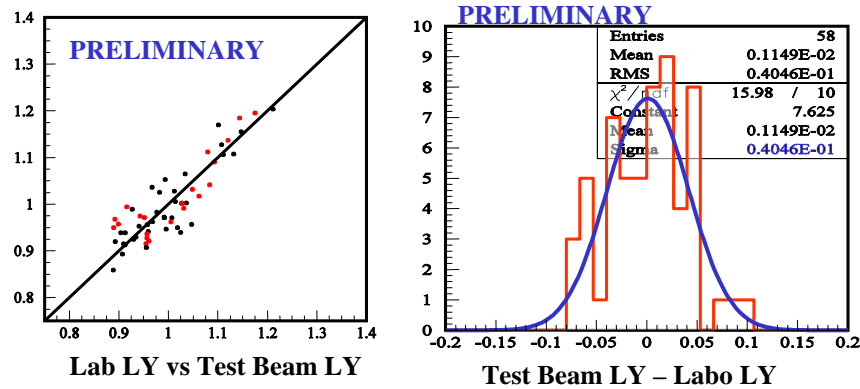 PRELIMINARY
1.4
1.3
1.2
1.1
1
0.9
0.8
0.8 0.9 1 1.1 1.2 1.3 1.4
Lab LY vs Test Beam LY
PRELIMINARY
Entries 58
Mean 0.1149E-02
RMS 0.4046E-01
χ²/ndf 15.98 / 10
Constant 7.625
Mean 0.1149E-02
Sigma 0.4046E-01
10
9
8
7
6
5
4
3
2
1
0
-0.2 -0.15 -0.1 -0.05 0 0.05 0.1 0.15 0.2
Test Beam LY – Labo LY